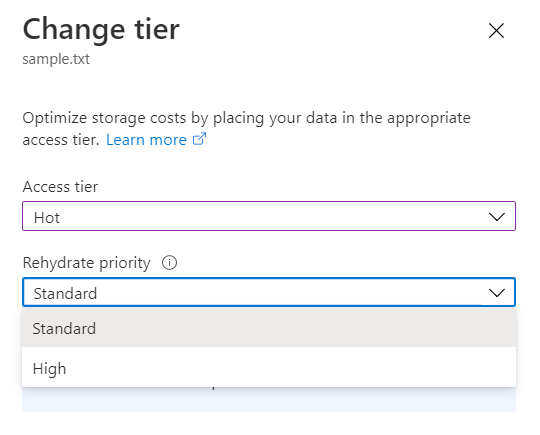 Change tier
sample.txt
Optimize storage costs by placing your data in the appropriate
access tier. Learn more
Access tier
Hot
Rehydrate priority
Standard
Standard
High